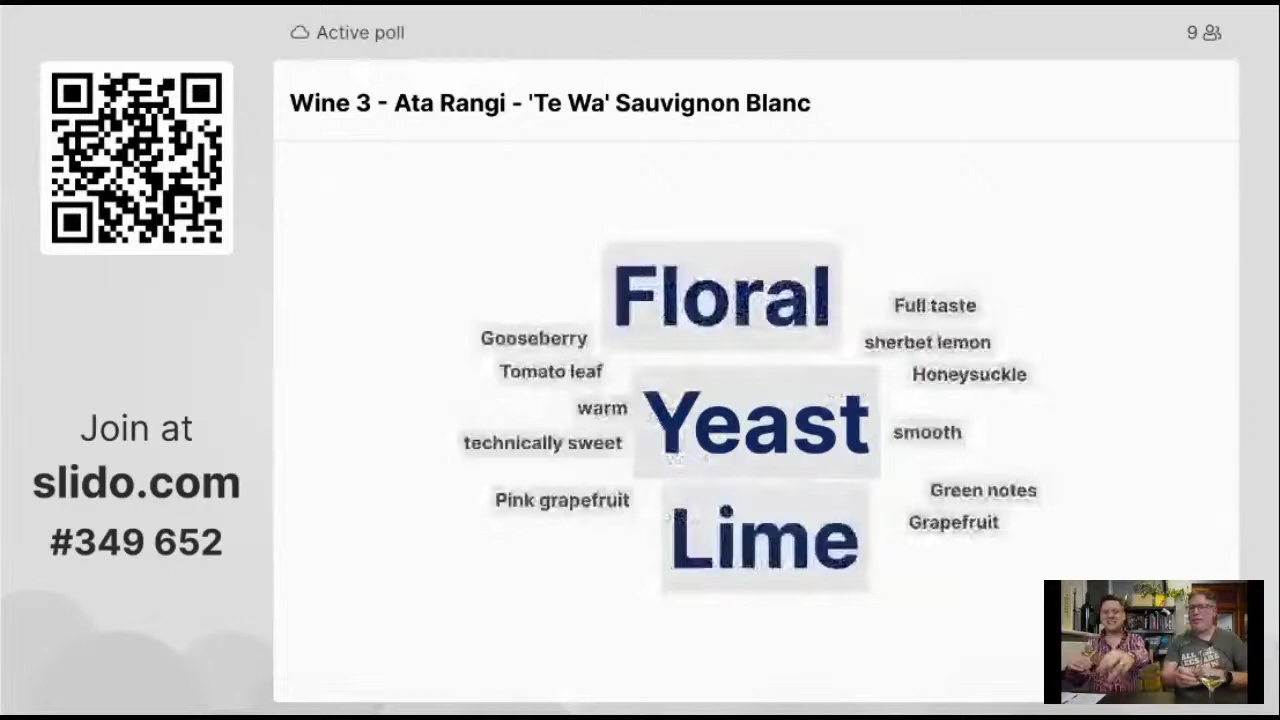 Active poll
9
Wine 3 - Ata Rangi - 'Te Wa' Sauvignon Blanc
Floral
Full taste
Gooseberry
sherbet lemon
Tomato leaf
Honeysuckle
warm
Yeast
smooth
technically sweet
Green notes
Pink grapefruit
Grapefruit
Lime
Join at
slido.com
#349 652